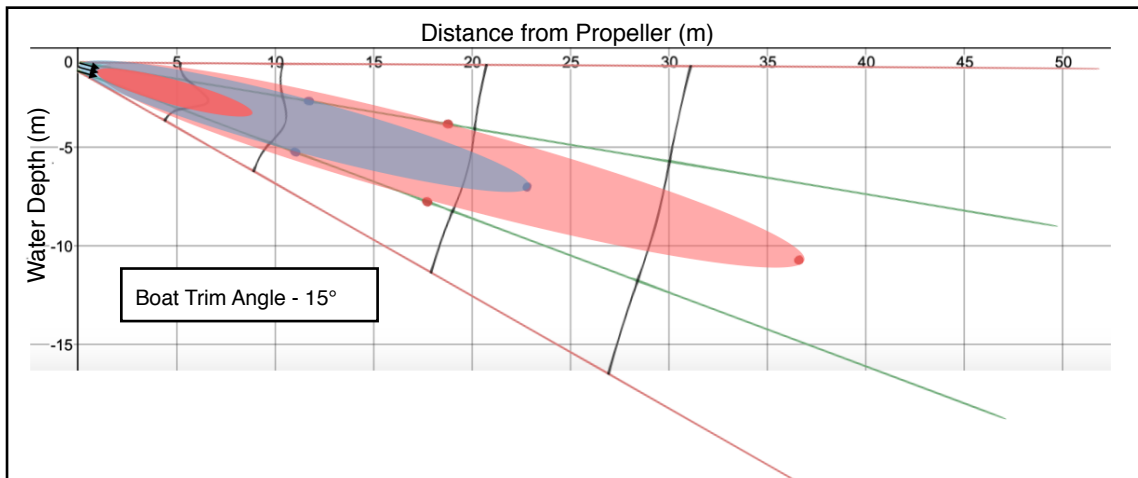 Distance from Propeller (m)
0 5 10 15 20 25 30 35 40 45 50
Water Depth (m)
-5
-10
-15
Boat Trim Angle - 15°